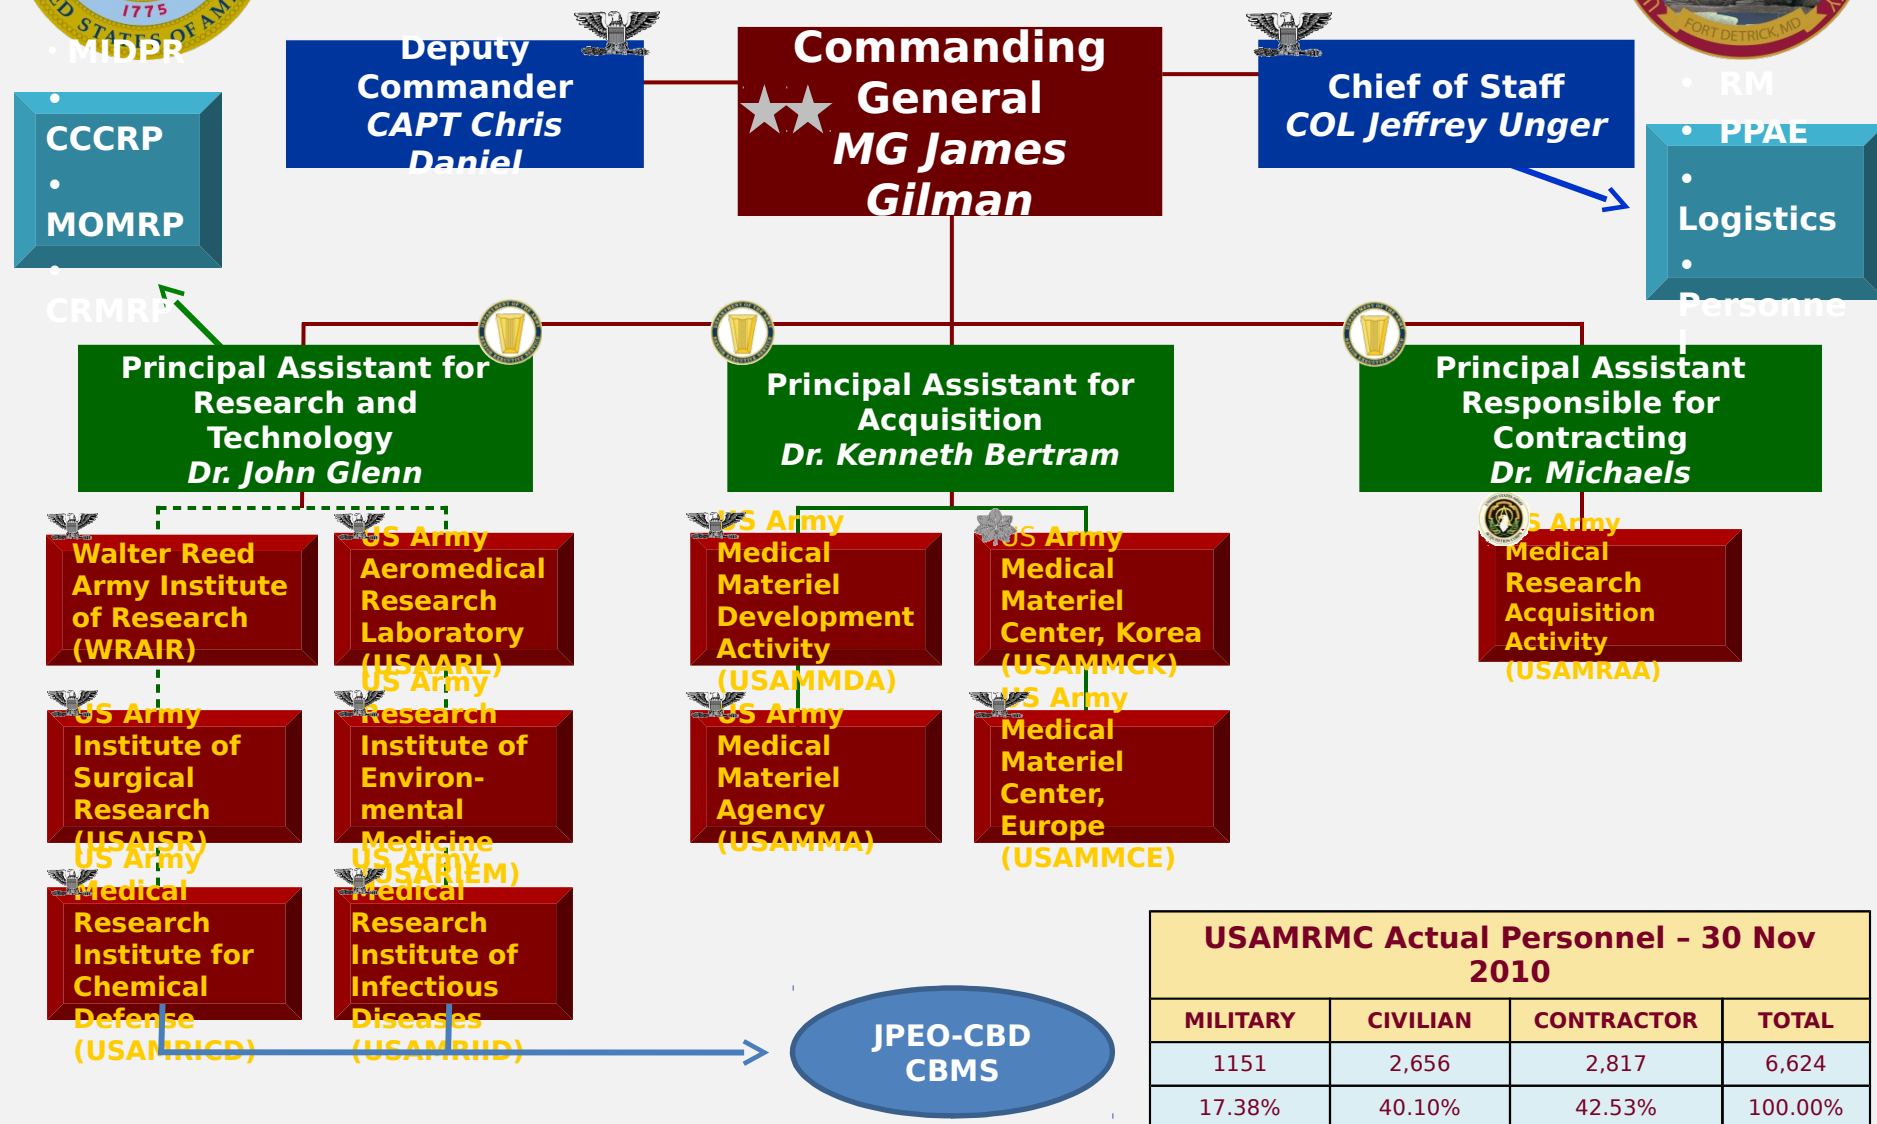 1775
D STATES OF AM
FORT DETRICK, MD
• MIDPR
•
CCCRP
•
MOMRP
•
CRMRP
Deputy
Commander
CAPT Chris
Daniel
Commanding
General
MG James
Gilman
Chief of Staff
COL Jeffrey Unger
• RM
• PPAE
•
Logistics
•
Personne
l
Principal Assistant for
Research and
Technology
Dr. John Glenn
Principal Assistant for
Acquisition
Dr. Kenneth Bertram
Principal Assistant
Responsible for
Contracting
Dr. Michaels
Walter Reed
Army Institute
of Research
(WRAIR)
US Army
Aeromedical
Research
Laboratory
(USAARL)
US Army
Medical
Materiel
Development
Activity
(USAMMDA)
US Army
Medical
Materiel
Center, Korea
(USAMMCK)
US Army
Medical
Research
Acquisition
Activity
(USAMRAA)
US Army
Institute of
Surgical
Research
(USAISR)
US Army
Research
Institute of
Environ-
mental
Medicine
(USARIEM)
US Army
Medical
Materiel
Agency
(USAMMA)
US Army
Medical
Materiel
Center,
Europe
(USAMMCE)
US Army
Medical
Research
Institute for
Chemical
Defense
(USAMRICD)
US Army
Medical
Research
Institute of
Infectious
Diseases
(USAMRIID)
JPEO-CBD
CBMS
USAMRMC Actual Personnel – 30 Nov
2010
MILITARY CIVILIAN CONTRACTOR TOTAL
1151 2,656 2,817 6,624
17.38% 40.10% 42.53% 100.00%